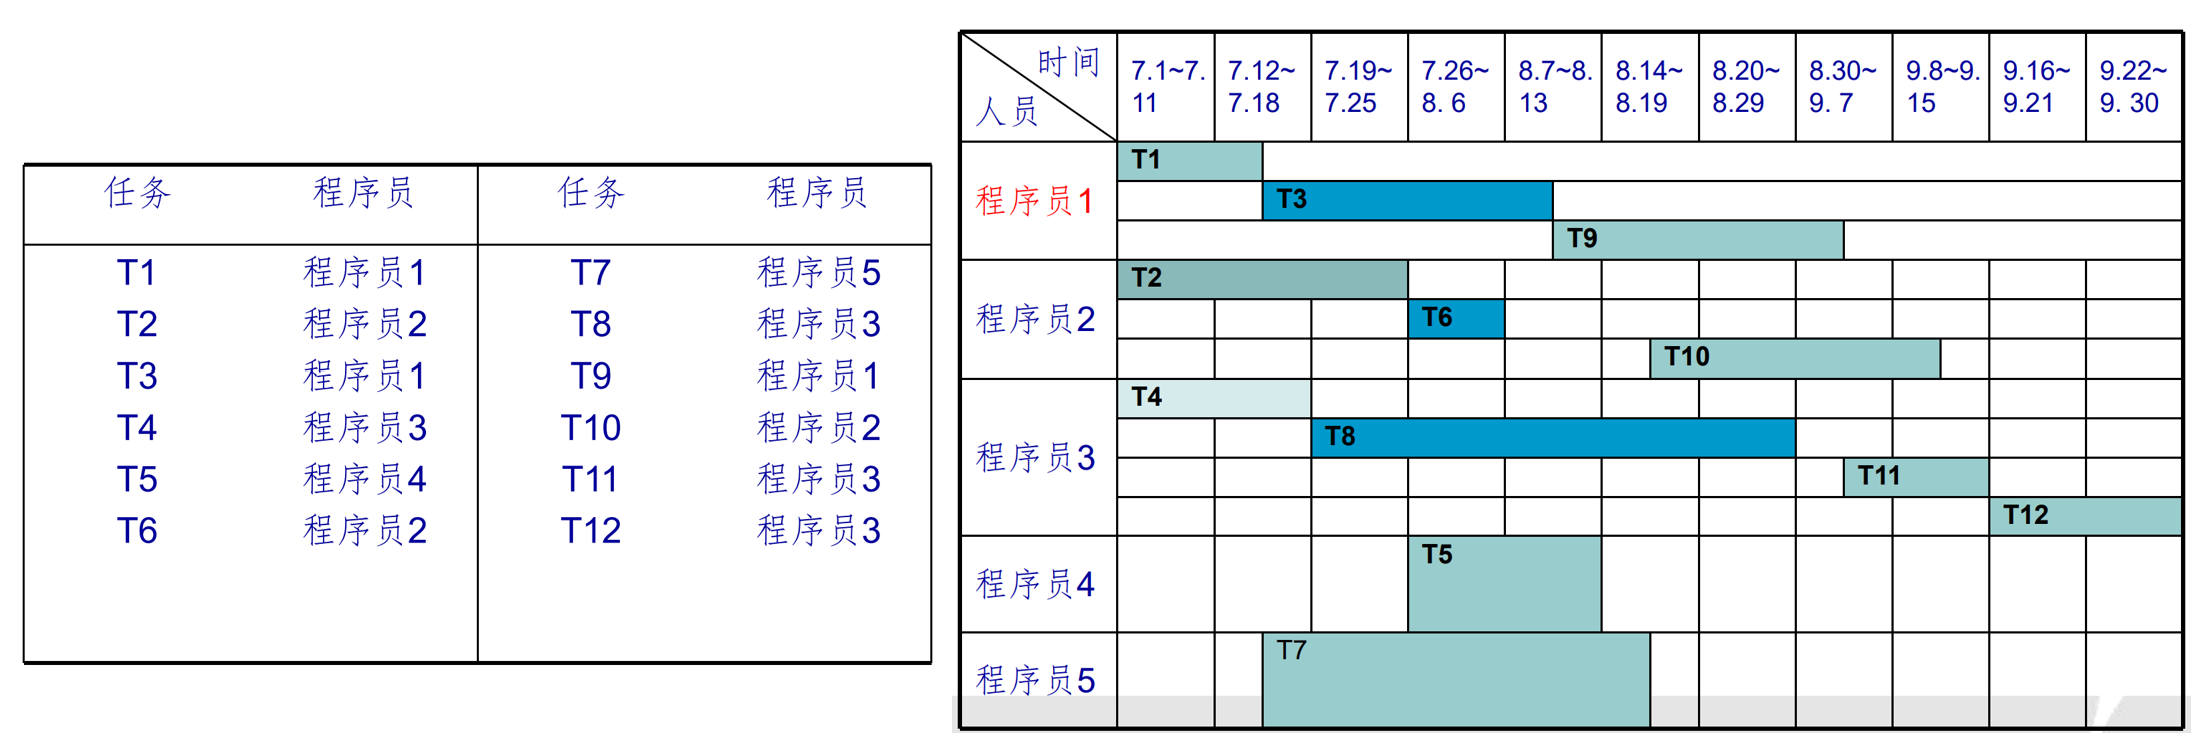 任务 程序员 任务 程序员
T1 程序员1 T7 程序员5
T2 程序员2 T8 程序员3
T3 程序员1 T9 程序员1
T4 程序员3 T10 程序员2
T5 程序员4 T11 程序员3
T6 程序员2 T12 程序员3
时间
人员
7.1~7.
11
7.12~
7.18
7.19~
7.25
7.26~
8. 6
8.7~8.
13
8.14~
8.19
8.20~
8.29
8.30~
9. 7
9.8~9.
15
9.16~
9.21
9.22~
9. 30
程序员1
T1
T3
T9
程序员2
T2
T6
T10
程序员3
T4
T8
T11
T12
程序员4
T5
程序员5
T7